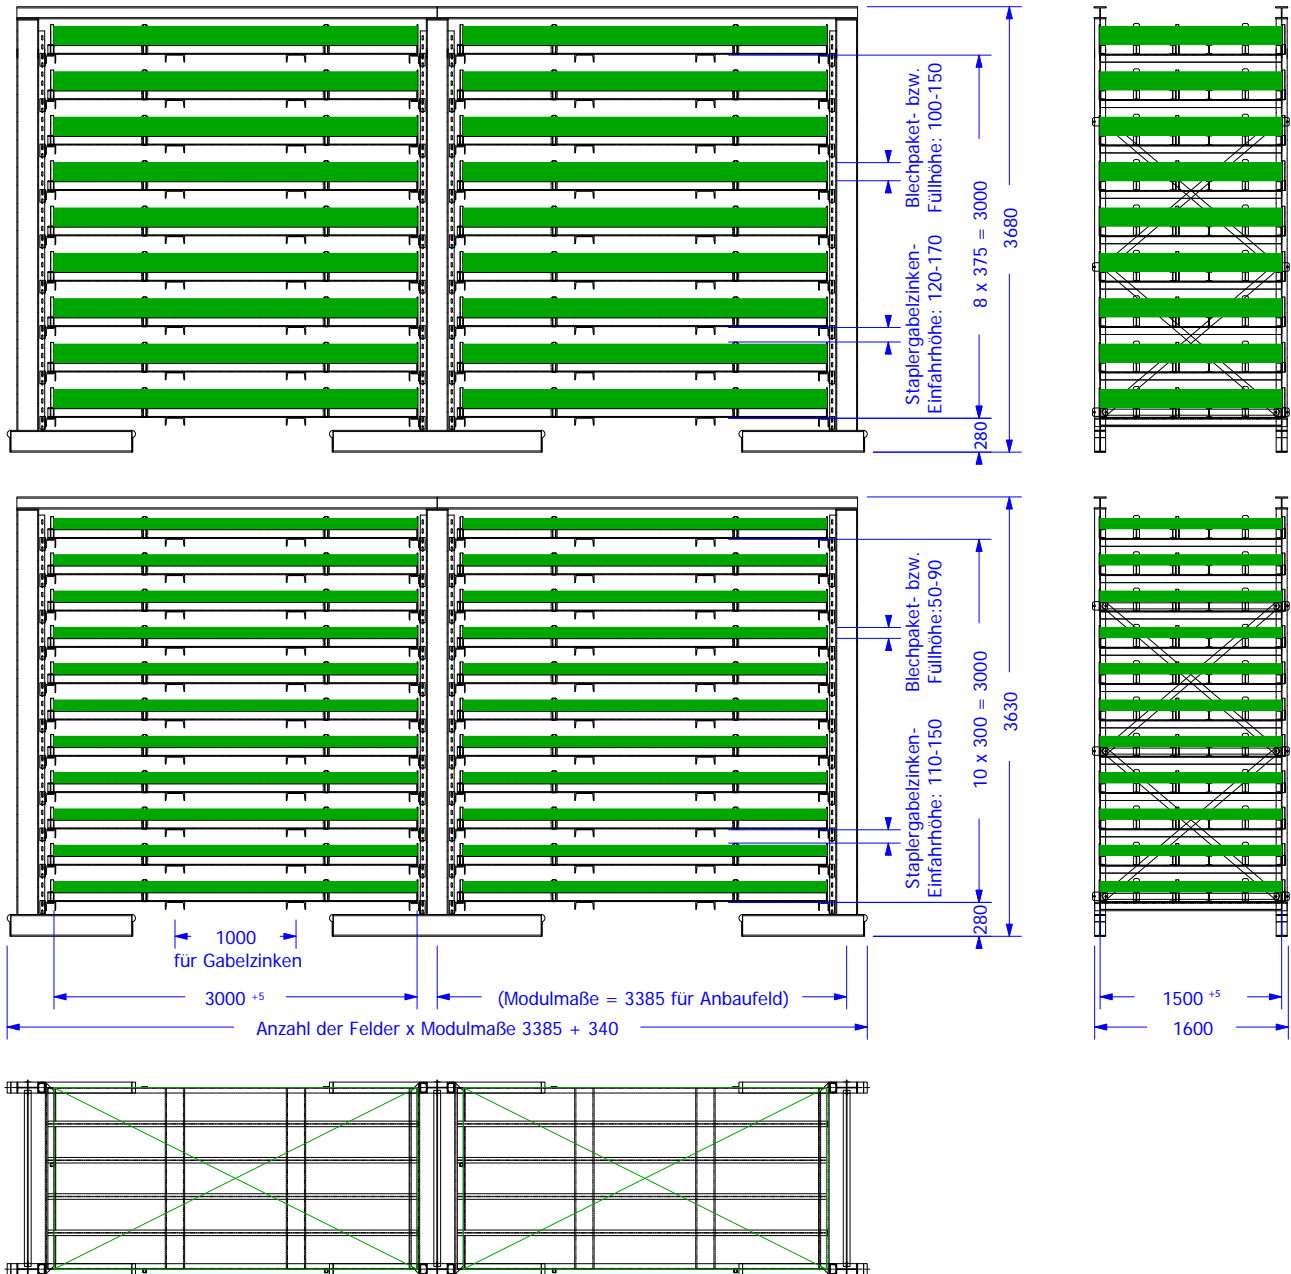 Blechpaket- bzw.
Füllhöhe: 100-150
Staplergabelzinken-
Einfahrhöhe: 120-170
8 x 375 = 3000
3680
280
Blechpaket- bzw.
Füllhöhe:50-90
Staplergabelzinken-
Einfahrhöhe: 110-150
10 x 300 = 3000
3630
280
1000
für Gabelzinken
3000 +5
(Modulmaße = 3385 für Anbaufeld)
1500 +5
Anzahl der Felder x Modulmaße 3385 + 340
1600